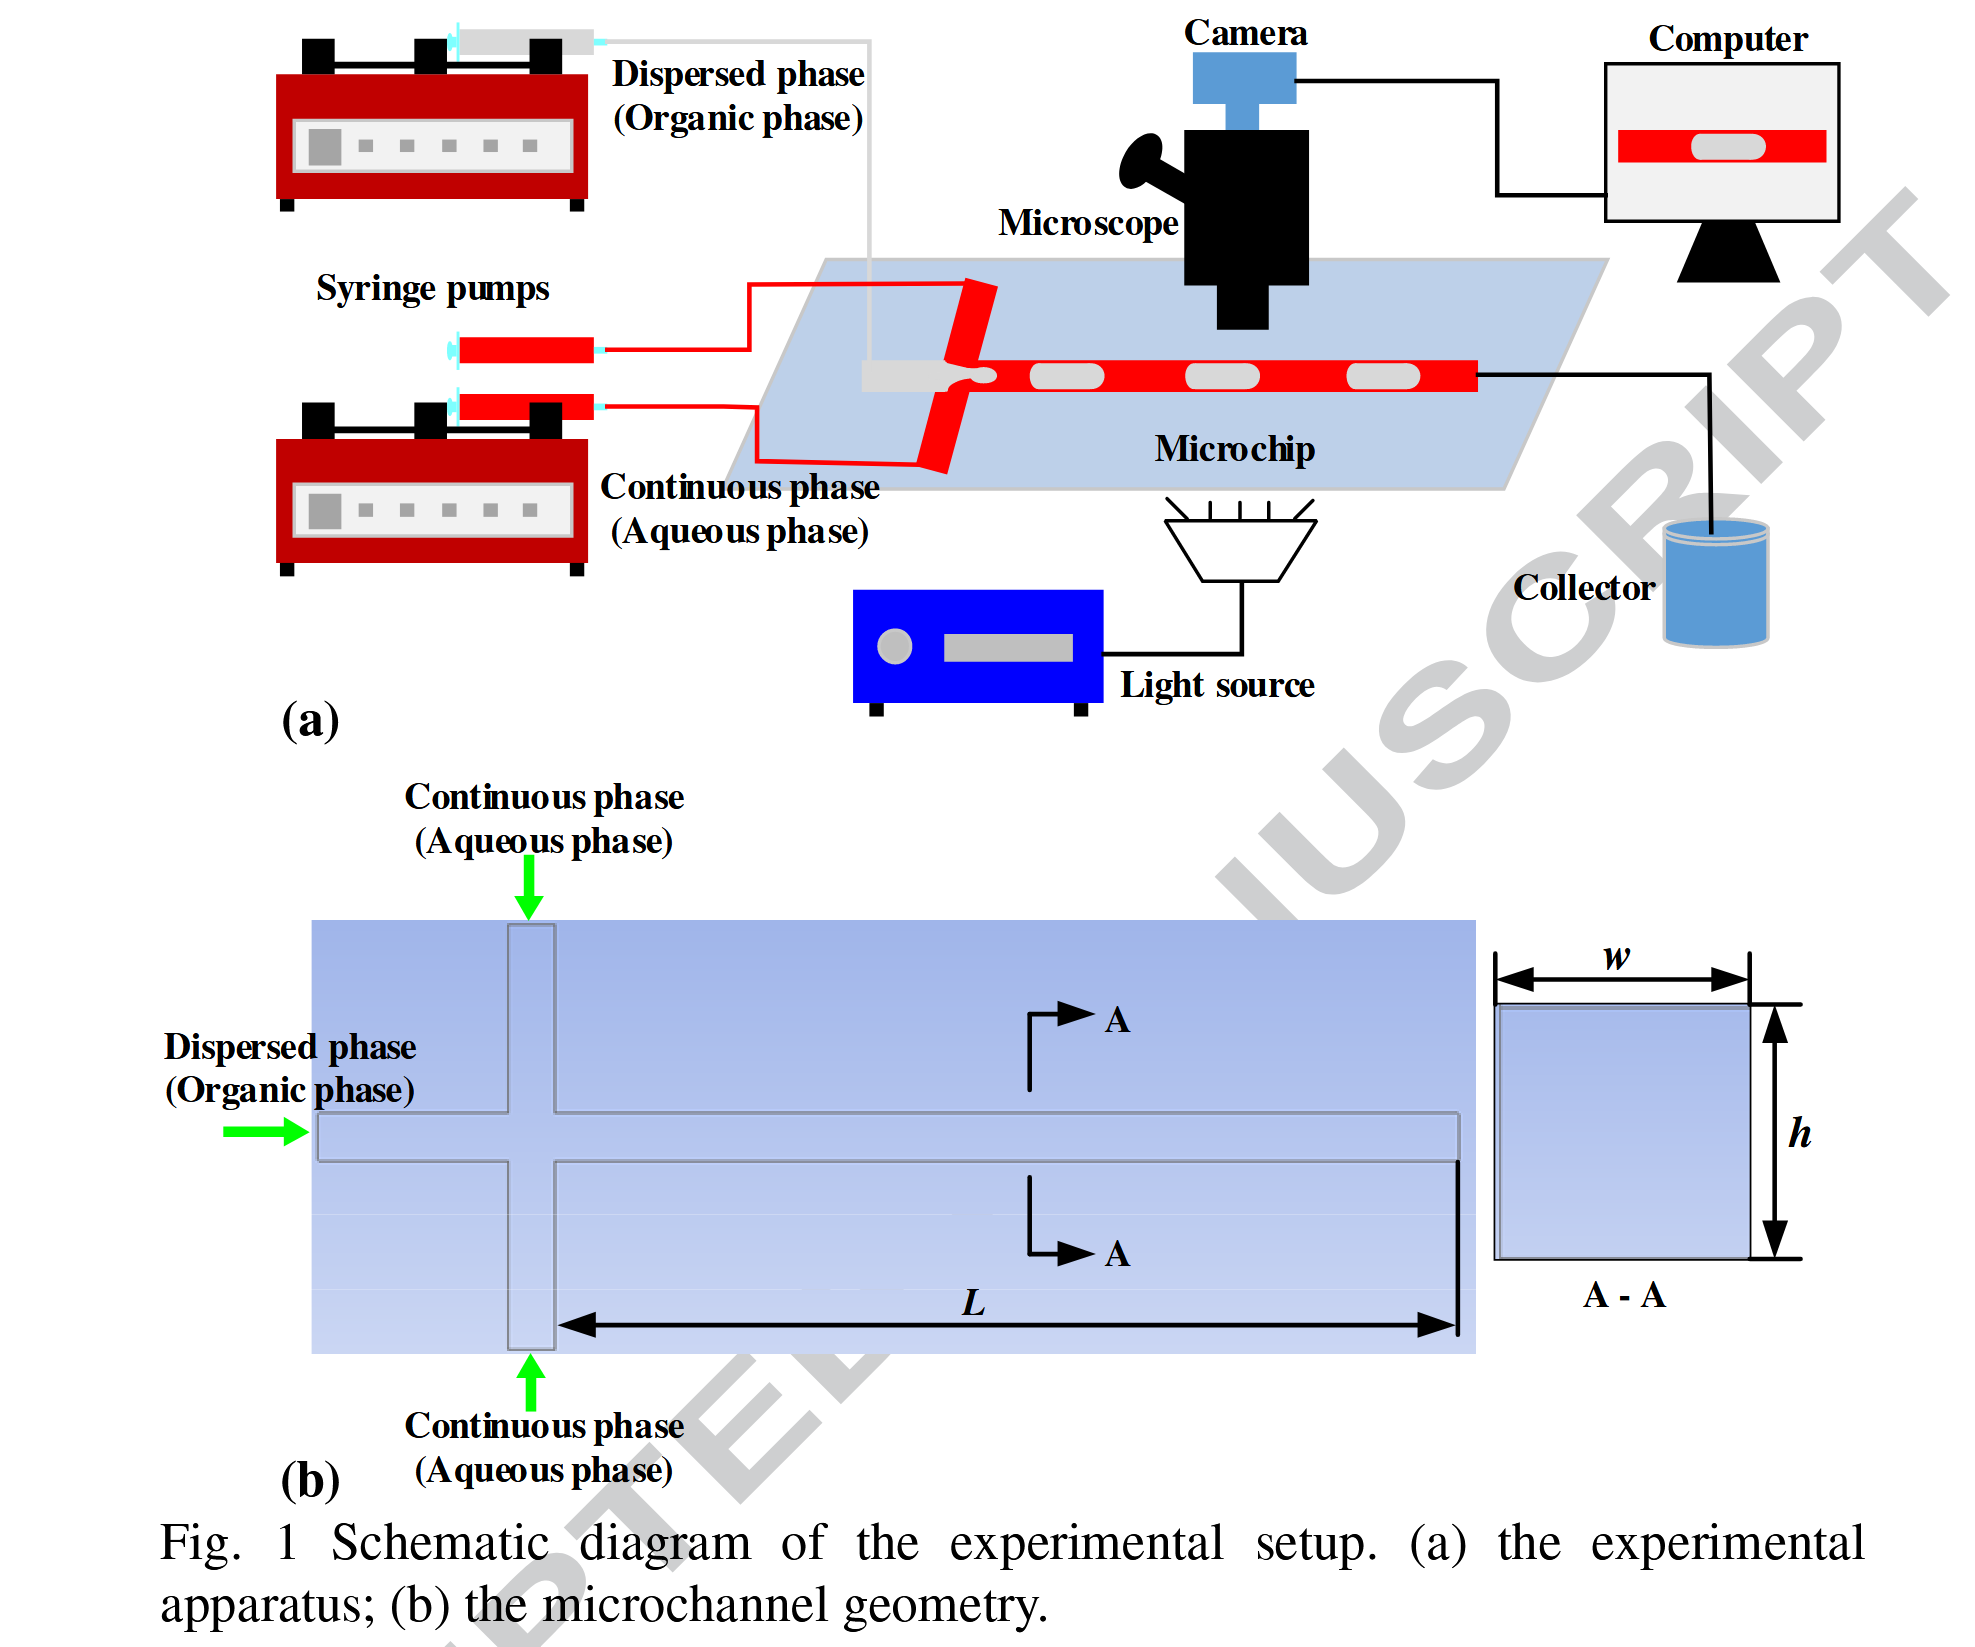 Camera
Computer
Dispersed phase
(Organic phase)
Microscope
Syringe pumps
Microchip
Continuous phase
(Aqueous phase)
Collector
Light source
(a)
Continuous phase
(Aqueous phase)
w
A
Dispersed phase
(Organic phase)
h
A
L
A - A
Continuous phase
(Aqueous phase)
(b)
Fig. 1 Schematic diagram of the experimental setup. (a) the experimental
apparatus; (b) the microchannel geometry.